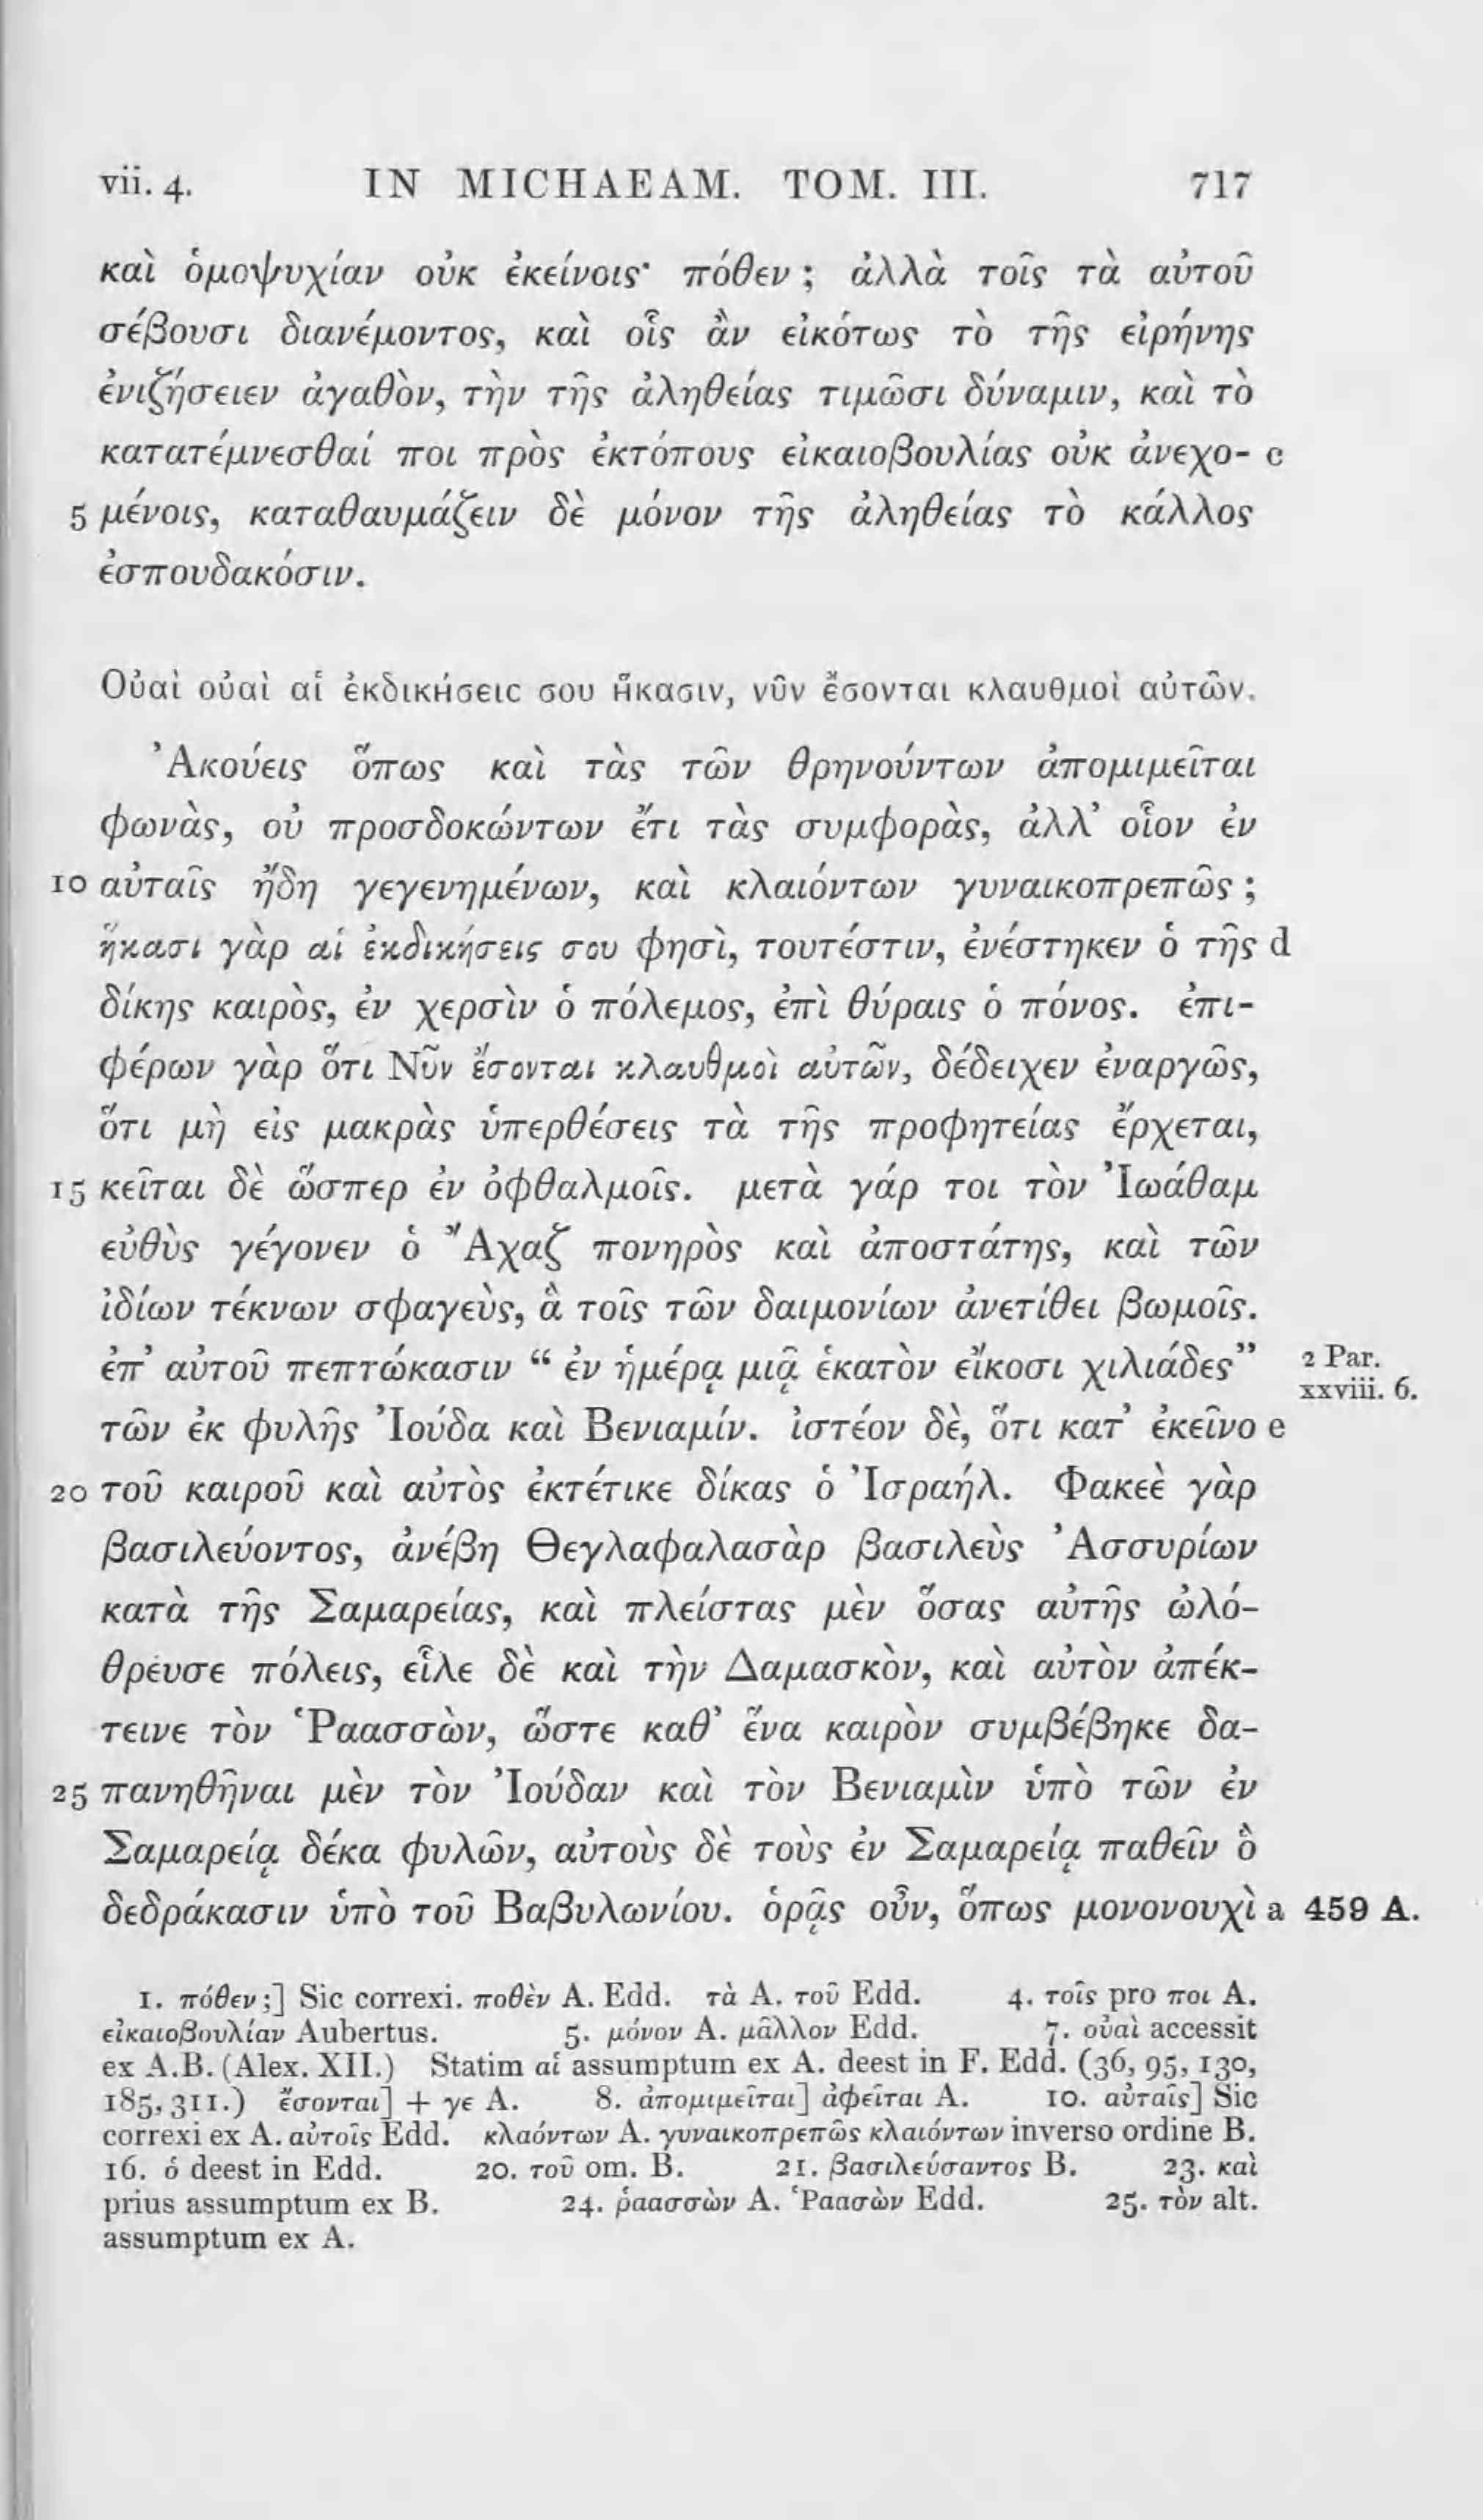 vii. 4. IN MICHAEAM. TOM. III. 717
καὶ ὁμοψυχίαν οὐκ ἐκείνοις· πόθεν ; ἀλλὰ τοῖς τὰ αὐτοῦ
σέβουσι διανέμοντος, καὶ οἷς ἂν εἰκότως τὸ τῆς εἰρήνης
ἐνιζήσειεν ἀγαθὸν, τὴν τῆς ἀληθείας τιμῶσι δύναμιν, καὶ τὸ
κατατέμνεσθαί ποι πρὸς ἐκτόπους εἰκαιοβουλίας οὐκ ἀνεχο- c
5 μένοις, καταθαυμάζειν δὲ μόνον τῆς ἀληθείας τὸ κάλλος
ἐσπουδακόσιν.
Οὐαὶ οὐαὶ αἱ ἐκδικήσεις σου ἥκασιν, νῦν ἔσονται κλαυθμοὶ αὐτῶν.
Ἀκούεις ὅπως καὶ τὰς τῶν θρηνούντων ἀπομιμεῖται
φωνὰς, οὐ προσδοκώντων ἔτι τὰς συμφορὰς, ἀλλ’ οἷον ἐν
10 αὐταῖς ἤδη γεγενημένων, καὶ κλαιόντων γυναικοπρεπῶς ;
ἥκασι γὰρ αἱ ἐκδικήσεις σου φησὶ, τουτέστιν, ἐνέστηκεν ὁ τῆς d
δίκης καιρὸς, ἐν χερσὶν ὁ πόλεμος, ἐπὶ θύραις ὁ πόνος. ἐπι-
φέρων γὰρ ὅτι Νῦν ἔσονται κλαυθμοὶ αὐτῶν, δέδειχεν ἐναργῶς,
ὅτι μὴ εἰς μακρὰς ὑπερθέσεις τὰ τῆς προφητείας ἔρχεται,
15 κεῖται δὲ ὥσπερ ἐν ὀφθαλμοῖς. μετὰ γάρ τοι τὸν Ἰωάθαμ
εὐθὺς γέγονεν ὁ Ἄχαζ πονηρὸς καὶ ἀποστάτης, καὶ τῶν
ἰδίων τέκνων σφαγεὺς, ἃ τοῖς τῶν δαιμονίων ἀνετίθει βωμοῖς.
ἐπ’ αὐτοῦ πεπτώκασιν “ ἐν ἡμέρᾳ μιᾷ ἑκατὸν εἴκοσι χιλιάδες” 2 Par.
xxviii. 6.
τῶν ἐκ φυλῆς Ἰούδα καὶ Βενιαμίν. ἰστέον δὲ, ὅτι κατ’ ἐκεῖνο e
20 τοῦ καιροῦ καὶ αὐτὸς ἐκτέτικε δίκας ὁ Ἰσραήλ. Φακεὲ γὰρ
βασιλεύοντος, ἀνέβη Θεγλαφαλασὰρ βασιλεὺς Ἀσσυρίων
κατὰ τῆς Σαμαρείας, καὶ πλείστας μὲν ὅσας αὐτῆς ὠλό-
θρευσε πόλεις, εἷλε δὲ καὶ τὴν Δαμασκὸν, καὶ αὐτὸν ἀπέκ-
τεινε τὸν Ῥαασσὼν, ὥστε καθ’ ἕνα καιρὸν συμβέβηκε δα-
25 πανηθῆναι μὲν τὸν Ἰούδαν καὶ τὸν Βενιαμὶν ὑπὸ τῶν ἐν
Σαμαρείᾳ δέκα φυλῶν, αὐτοὺς δὲ τοὺς ἐν Σαμαρείᾳ παθεῖν ὃ
δεδράκασιν ὑπὸ τοῦ Βαβυλωνίου. ὁρᾷς οὖν, ὅπως μονονουχὶ a 459 A.
1. πόθεν ;] Sic correxi. ποθὲν A. Edd. τὰ A. τοῦ Edd. 4. τοῖς pro ποι A.
εἰκαιοβουλίαν Aubertus. 5. μόνον A. μᾶλλον Edd. 7. οὐαὶ accessit
ex A.B. (Alex. XII.) Statim αἱ assumptum ex A. deest in F. Edd. (36, 95, 130,
185, 311.) ἔσονται] + γε A. 8. ἀπομιμεῖται] ἀφεῖται A. 10. αὐταῖς] Sic
correxi ex A. αὐτοῖς Edd. κλαόντων A. γυναικοπρεπῶς κλαιόντων inverso ordine B.
16. ὁ deest in Edd. 20. τοῦ om. B. 21. βασιλεύσαντος B. 23. καὶ
prius assumptum ex B. 24. ῥαασσὼν A. Ῥαασὼν Edd. 25. τὸν alt.
assumptum ex A.